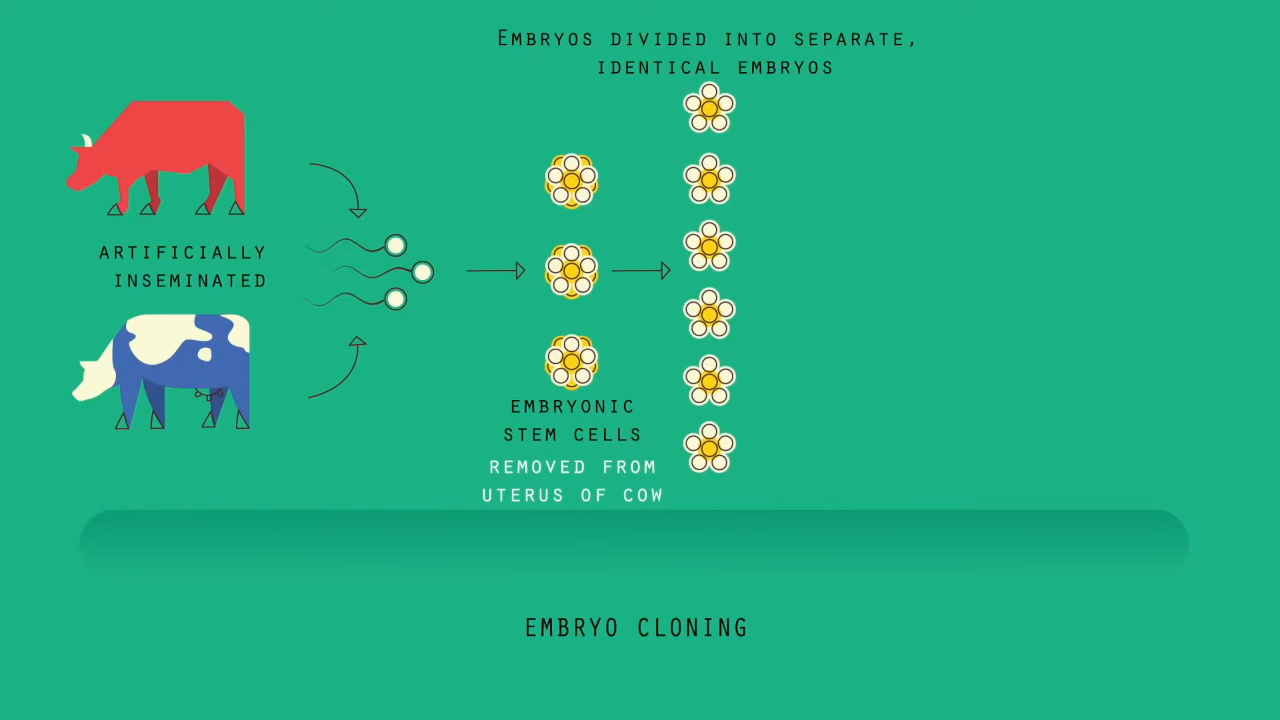 EMBRYOS DIVIDED INTO SEPARATE,
IDENTICAL EMBRYOS
ARTIFICIALLY
INSEMINATED
EMBRYONIC
STEM CELLS
REMOVED FROM
UTERUS OF COW
EMBRYO CLONING